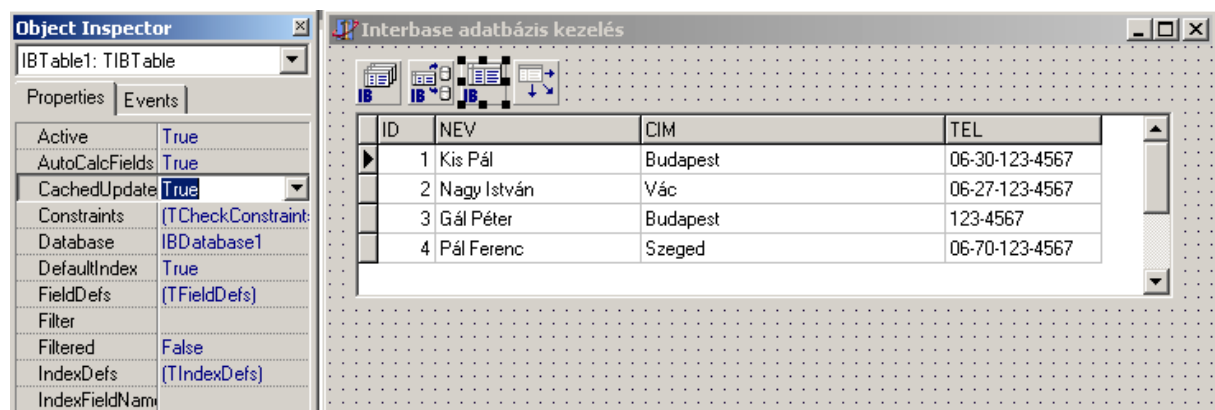 Object Inspector
IBTable1: TIBTable
Properties Events
Active True
AutoCalcFields True
CachedUpdate True
Constraints (TCheckConstraint:
Database IBDatabase1
DefaultIndex True
FieldDefs (TFieldDefs)
Filter
Filtered False
IndexDefs (TIndexDefs)
IndexFieldNam
Interbase adatbázis kezelés
IB IB IB
ID NEV CIM TEL
1 Kis Pál Budapest 06-30-123-4567
2 Nagy István Vác 06-27-123-4567
3 Gál Péter Budapest 123-4567
4 Pál Ferenc Szeged 06-70-123-4567